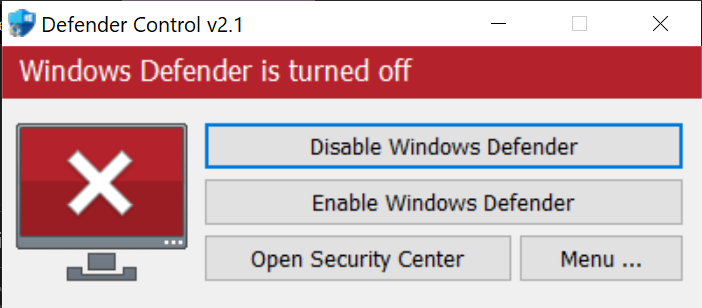 Defender Control v2.1
Windows Defender is turned off
Disable Windows Defender
Enable Windows Defender
Open Security Center
Menu ...